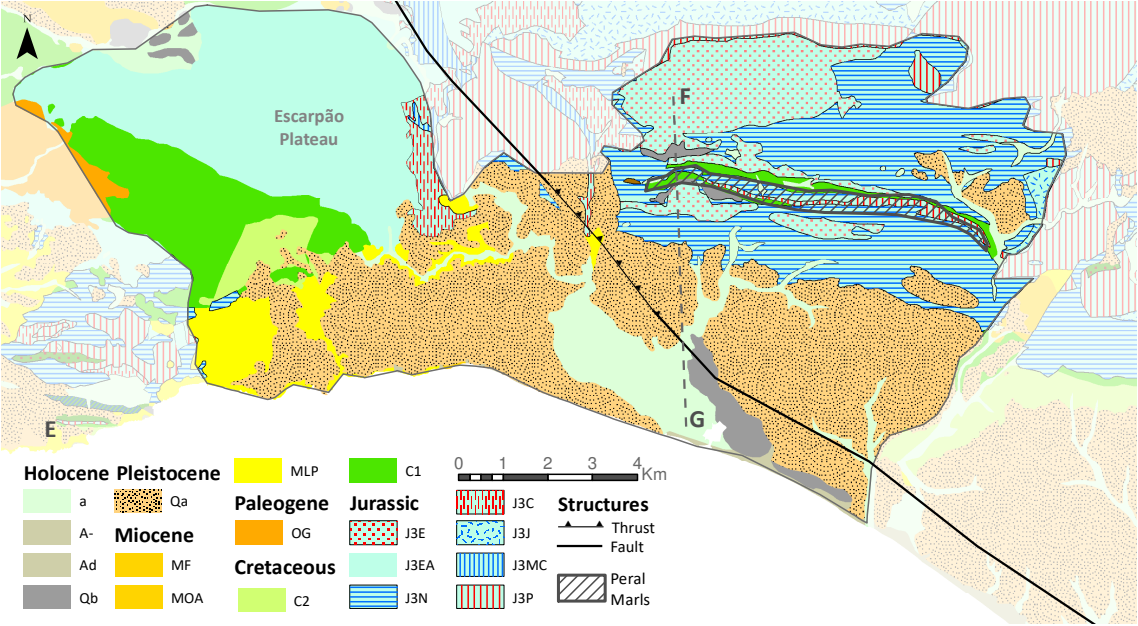 N
Escarpão
Plateau
F
G
E
Holocene
a
A-
Ad
Qb
Pleistocene
Qa
Miocene
MF
MOA
MLP
Paleogene
OG
Cretaceous
C2
C1
Jurassic
J3E
J3EA
J3N
J3C
J3J
J3MC
J3P
0 1 2 3 4 Km
Structures
Thrust
Fault
Peral
Marls